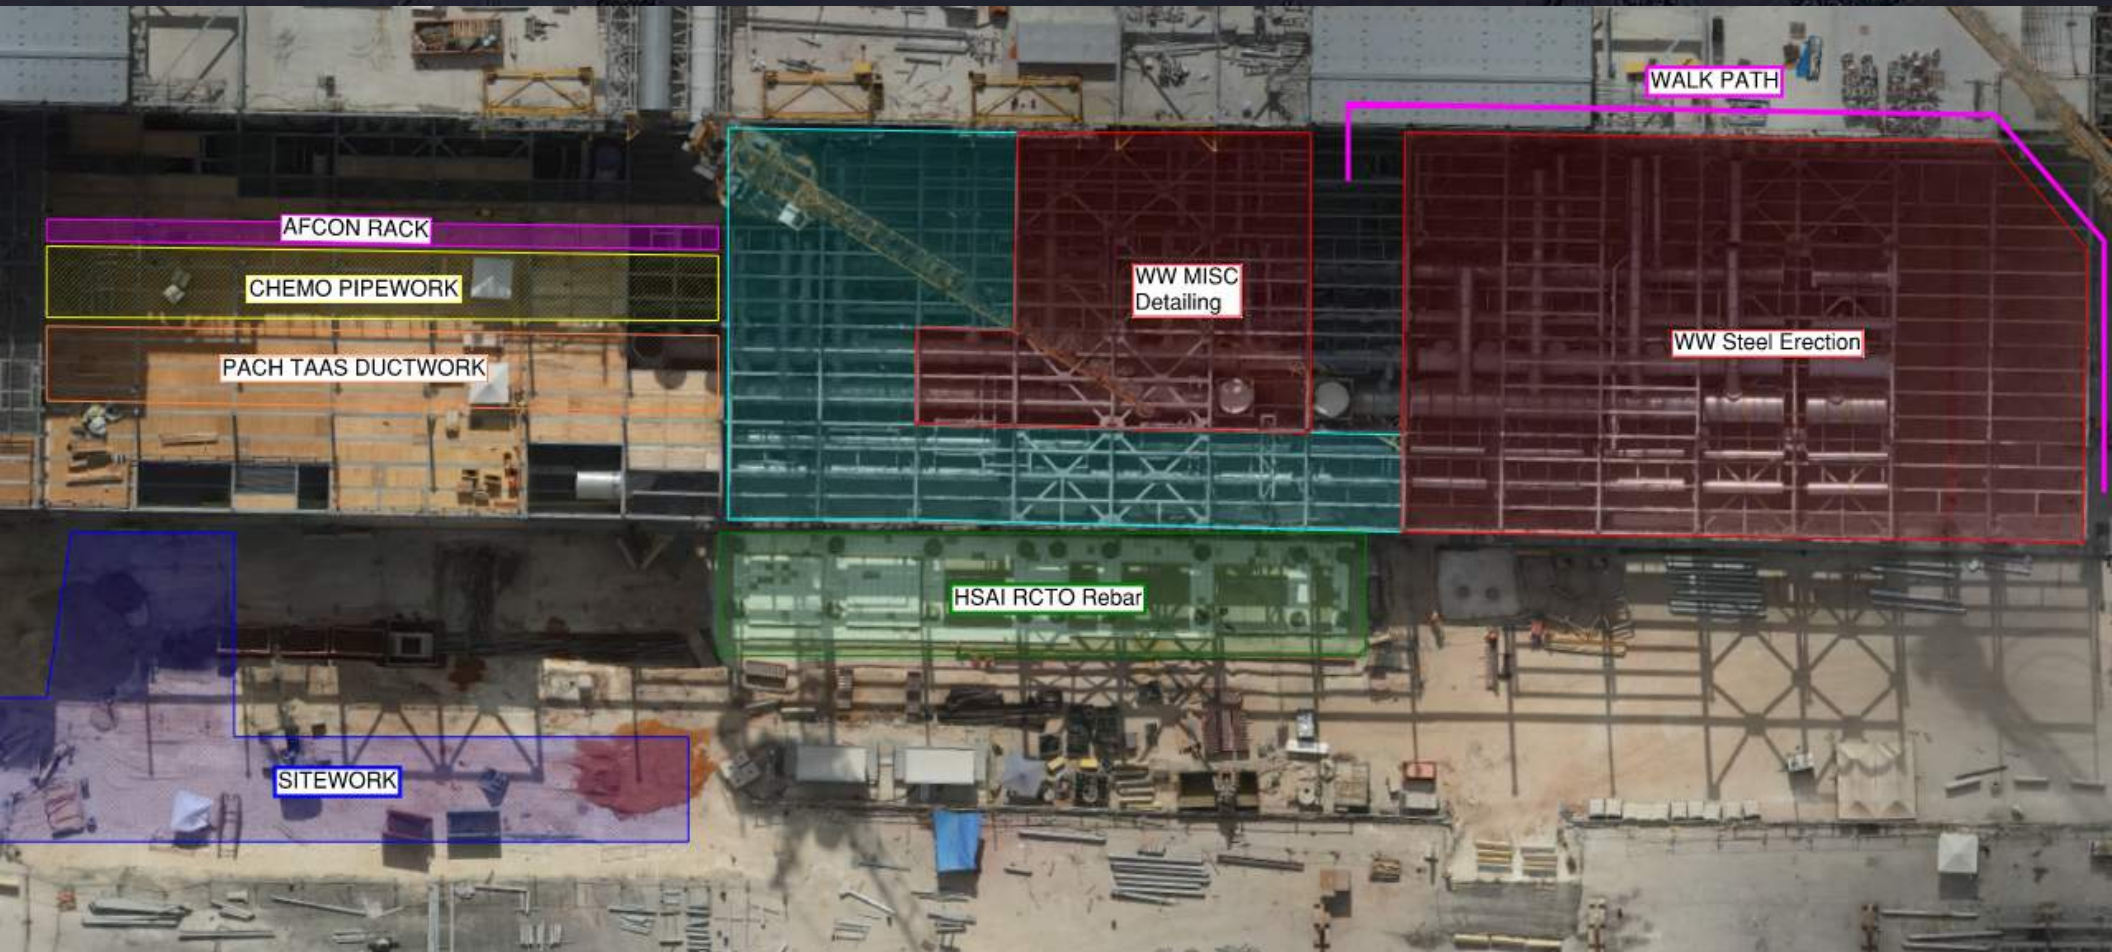 WALK PATH
AFCON RACK
CHEMO PIPEWORK
PACH TAAS DUCTWORK
WW MISC
Detailing
WW Steel Erection
HSAI RCTO Rebar
SITEWORK